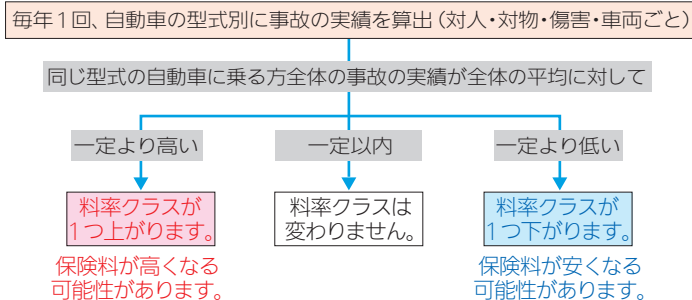 毎年1回、自動車の型式別に事故の実績を算出(対人・対物・傷害・車両ごと)
同じ型式の自動車に乗る方全体の事故の実績が全体の平均に対して
一定より高い
一定以内
一定より低い
料率クラスが
1つ上がります。
料率クラスは
変わりません。
料率クラスが
1つ下がります。
保険料が高くなる
可能性があります。
保険料が安くなる
可能性があります。